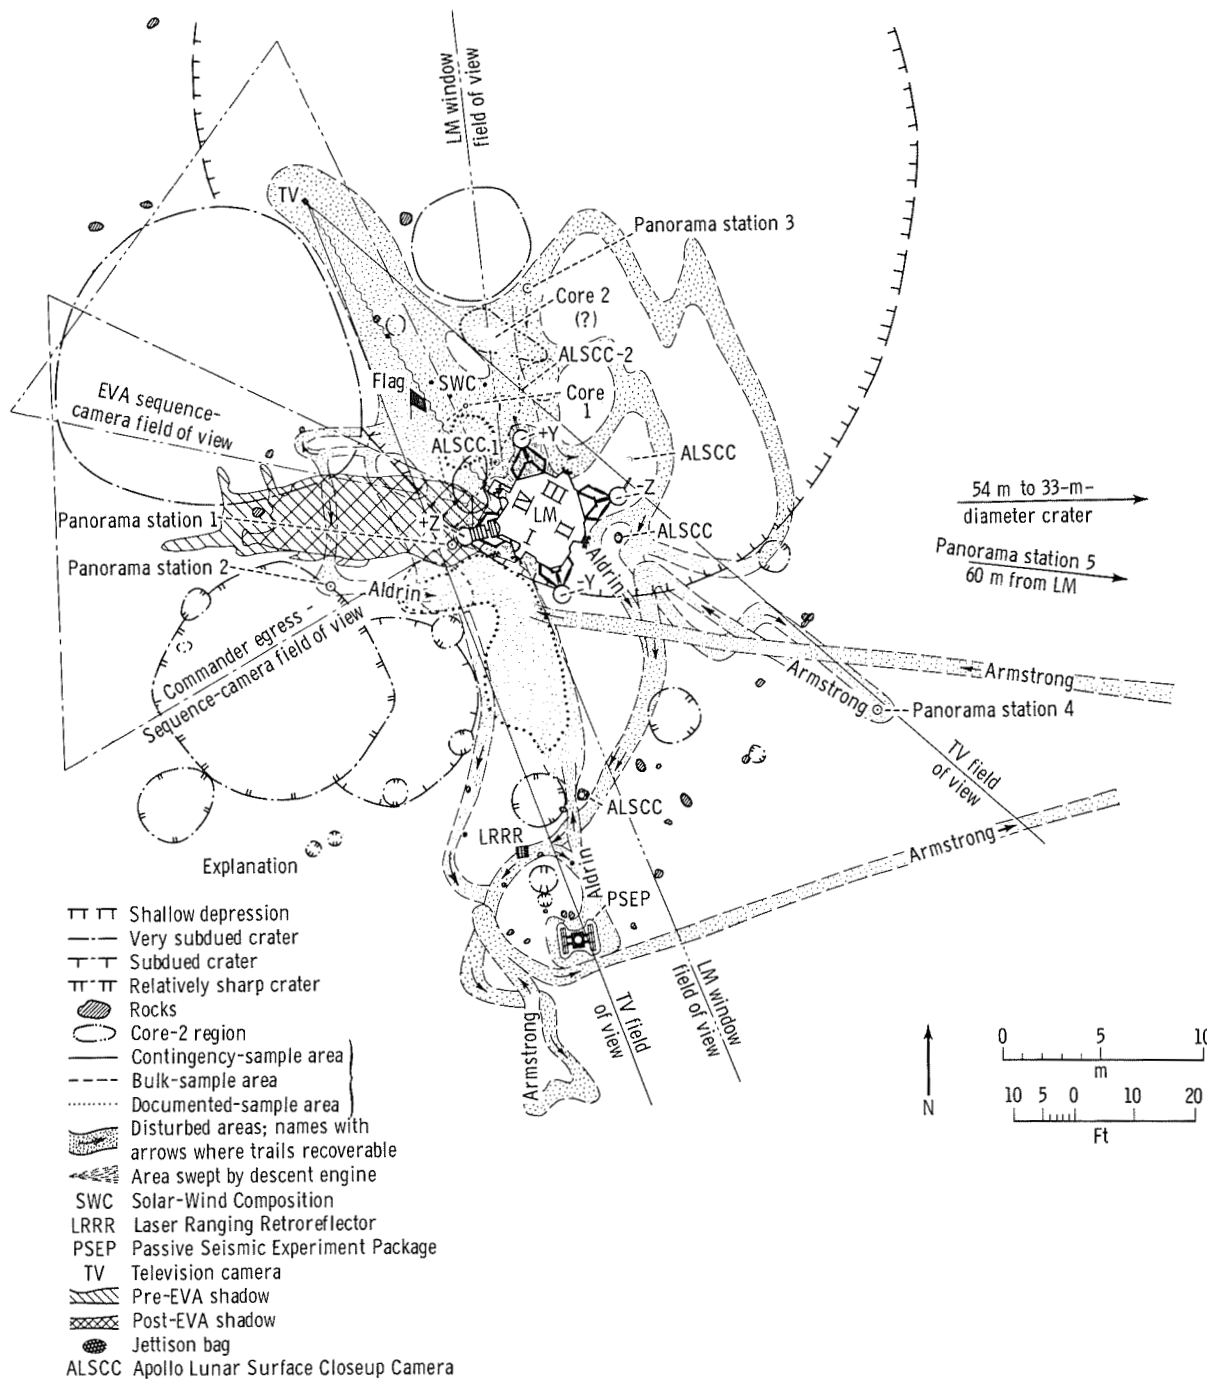 LM window
field of view
TV
Panorama station 3
Core 2
(?)
ALSCC-2
Flag
SWC
Core
1
EVA sequence-
camera field of view
ALSCC 1
+Y
ALSCC
-Z
IV
III
LM
I
II
54 m to 33-m-
diameter crater
Panorama station 1
+Z
ALSCC
Panorama station 5
60 m from LM
Panorama station 2
Aldrin
Aldrin
-Y
Commander egress -
Sequence-camera field of view
Armstrong
Armstrong
Panorama station 4
TV field
of view
ALSCC
LRRR
Armstrong
Aldrin
PSEP
Armstrong
TV field
of view
LM window
field of view
Explanation
Shallow depression
Very subdued crater
Subdued crater
Relatively sharp crater
Rocks
Core-2 region
Contingency-sample area
Bulk-sample area
Documented-sample area
Disturbed areas; names with
arrows where trails recoverable
Area swept by descent engine
SWC Solar-Wind Composition
LRRR Laser Ranging Retroreflector
PSEP Passive Seismic Experiment Package
TV Television camera
Pre-EVA shadow
Post-EVA shadow
Jettison bag
ALSCC Apollo Lunar Surface Closeup Camera
N
0 5 10
m
10 5 0 10 20
Ft